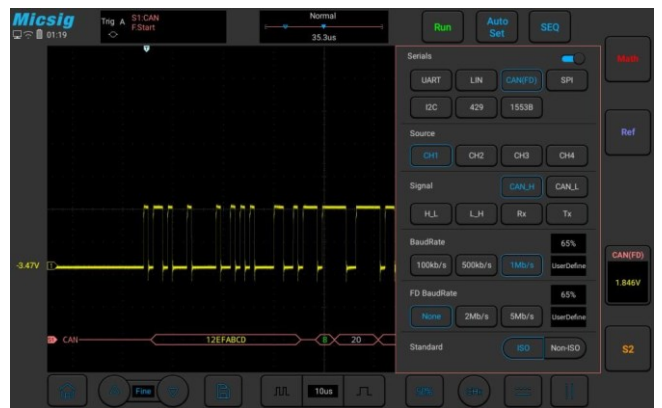 Micsig
Trig A S1:CAN
F.Start
01:19
Normal
35.3us
Run
Auto
Set
SEQ
Serials
UART LIN CAN(FD) SPI
I2C 429 1553B
Source
CH1 CH2 CH3 CH4
Signal CAN_H CAN_L
H_L L_H Rx Tx
BaudRate 65%
100kb/s 500kb/s 1Mb/s UserDefine
FD BaudRate 65%
None 2Mb/s 5Mb/s UserDefine
Standard ISO Non-ISO
Math
Ref
CAN(FD)
1.846V
S2
-3.47V
CAN 12EFABCD 8 20
Fine
10us
50%